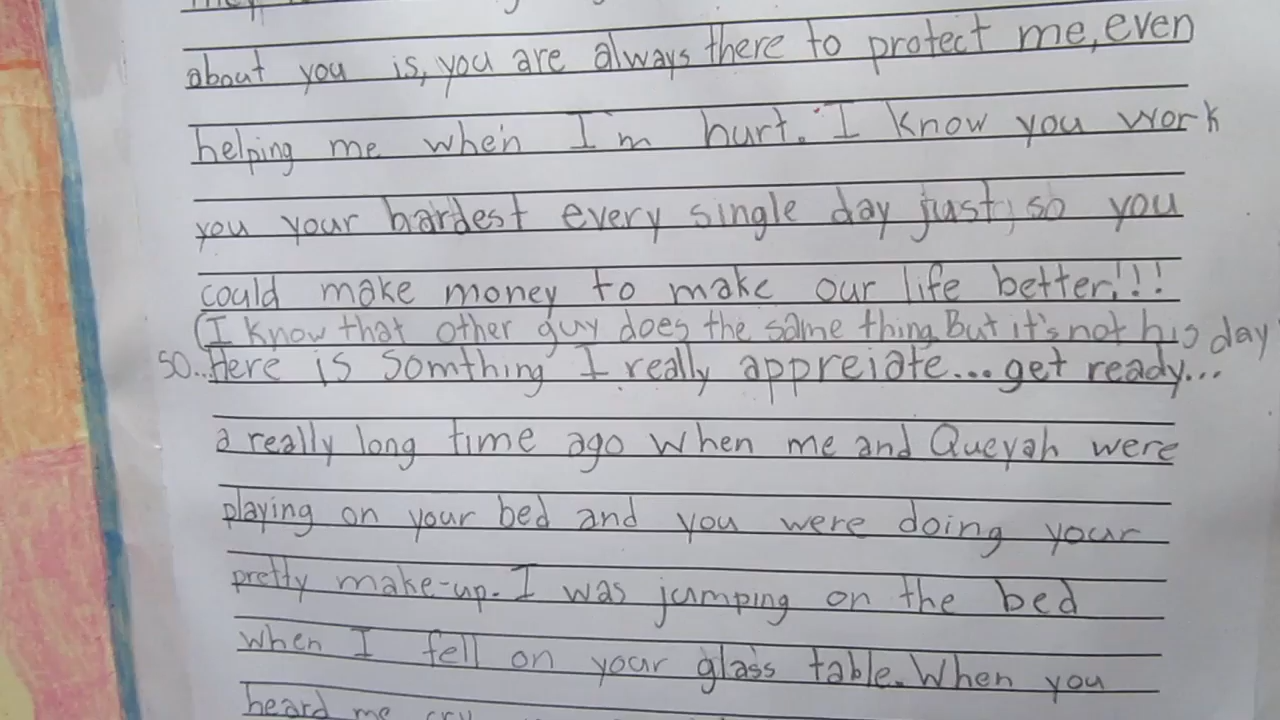 about you is, you are always there to protect me, even
helping me when I'm hurt. I know you work
you your hardest every single day just, so you
could make money to make our life better!!!
(I know that other guy does the same thing But it's not his day
so..Here is somthing I really appreiate...get ready...
a really long time ago when me and Queyah were
playing on your bed and you were doing your
pretty make-up. I was jumping on the bed
when I fell on your glass table. When you
heard me cry